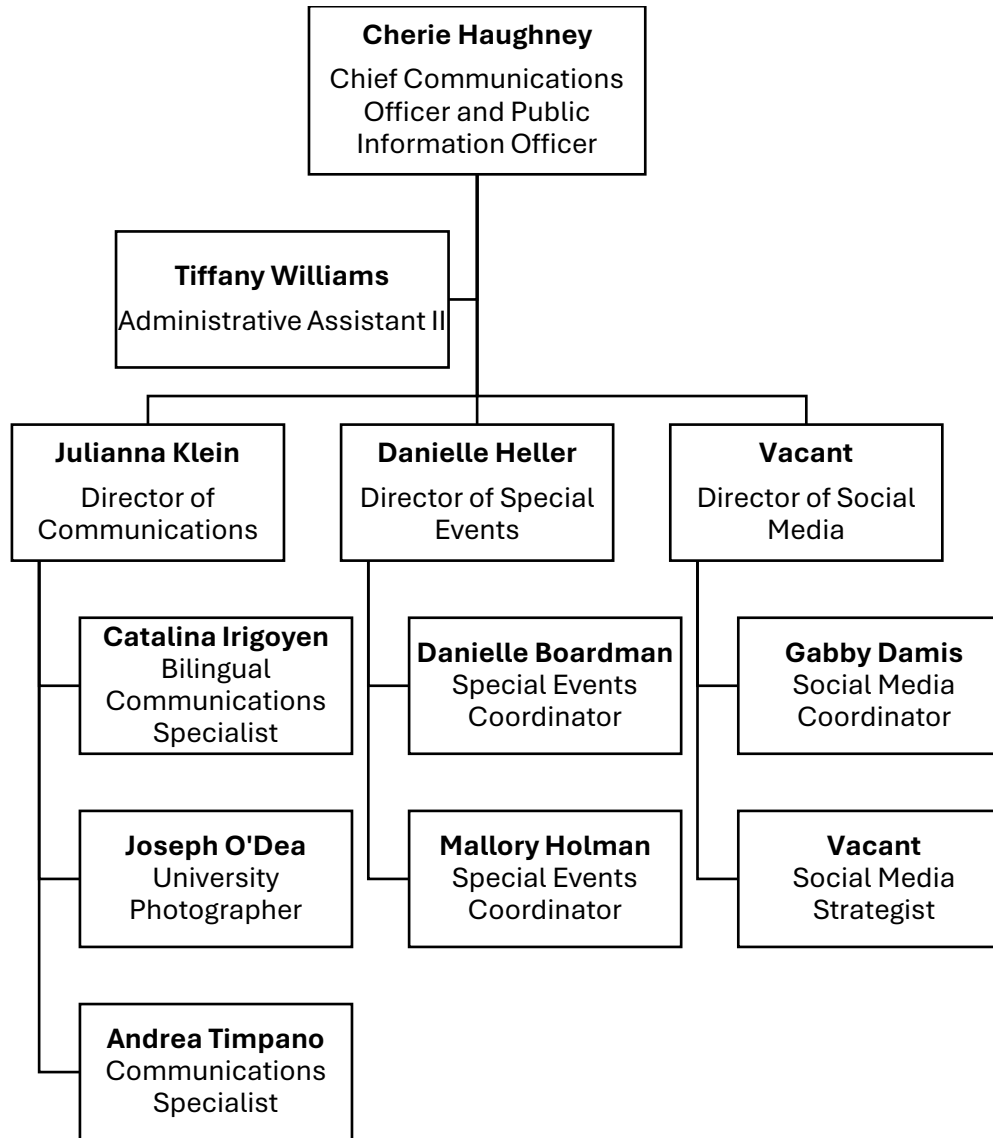 Cherie Haughney
Chief Communications
Officer and Public
Information Officer
Tiffany Williams
Administrative Assistant II
Julianna Klein
Director of
Communications
Danielle Heller
Director of Special
Events
Vacant
Director of Social
Media
Catalina Irigoyen
Bilingual
Communications
Specialist
Danielle Boardman
Special Events
Coordinator
Gabby Damis
Social Media
Coordinator
Joseph O'Dea
University
Photographer
Mallory Holman
Special Events
Coordinator
Vacant
Social Media
Strategist
Andrea Timpano
Communications
Specialist